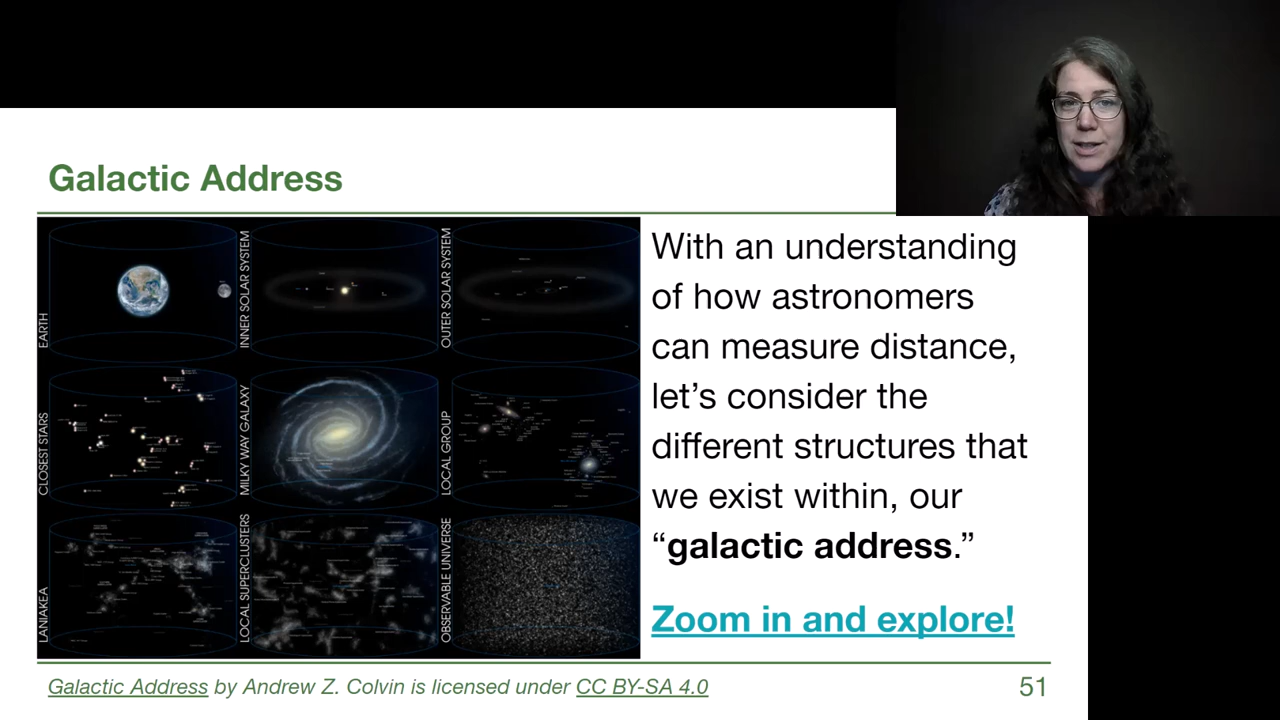 Galactic Address
EARTH
INNER SOLAR SYSTEM
OUTER SOLAR SYSTEM
CLOSEST STARS
MILKY WAY GALAXY
LOCAL GROUP
LANIAKEA
LOCAL SUPERCLUSTERS
OBSERVABLE UNIVERSE
With an understanding
of how astronomers
can measure distance,
let’s consider the
different structures that
we exist within, our
“galactic address.”
Zoom in and explore!
Galactic Address by Andrew Z. Colvin is licensed under CC BY-SA 4.0
51